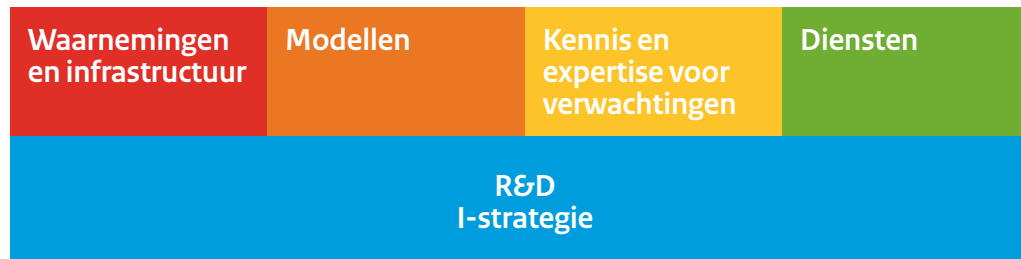 Waarnemingen
en infrastructuur
Modellen
Kennis en
expertise voor
verwachtingen
Diensten
R&D
I-strategie